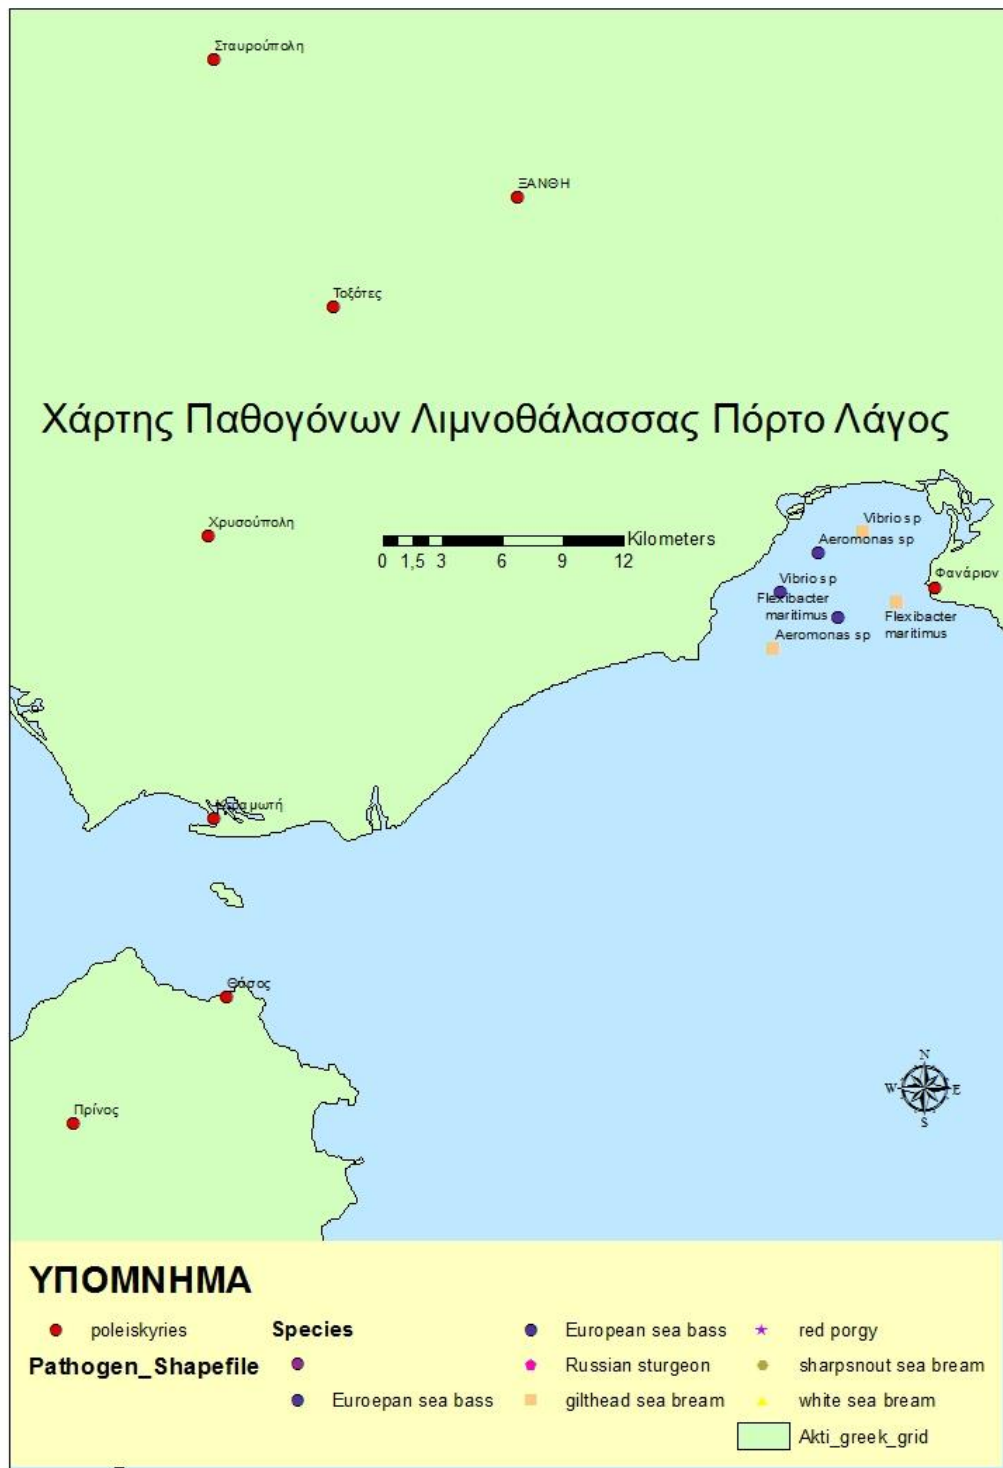 Σταυρούπολη
ΞΑΝΘΗ
Τοξότες
Χάρτης Παθογόνων Λιμνοθάλασσας Πόρτο Λάγος
Χρυσούπολη
Kilometers
0 1,5 3 6 9 12
Vibrio sp
Aeromonas sp
Φανάριον
Vibrio sp
Flexibacter
maritimus
Flexibacter
maritimus
Aeromonas sp
Κεραμωτή
Θάσος
Πρίνος
N
W E
S
ΥΠΟΜΝΗΜΑ
poleiskyries
Pathogen_Shapefile
Species
Euroepan sea bass
European sea bass
Russian sturgeon
gilthead sea bream
red porgy
sharpsnout sea bream
white sea bream
Akti_greek_grid